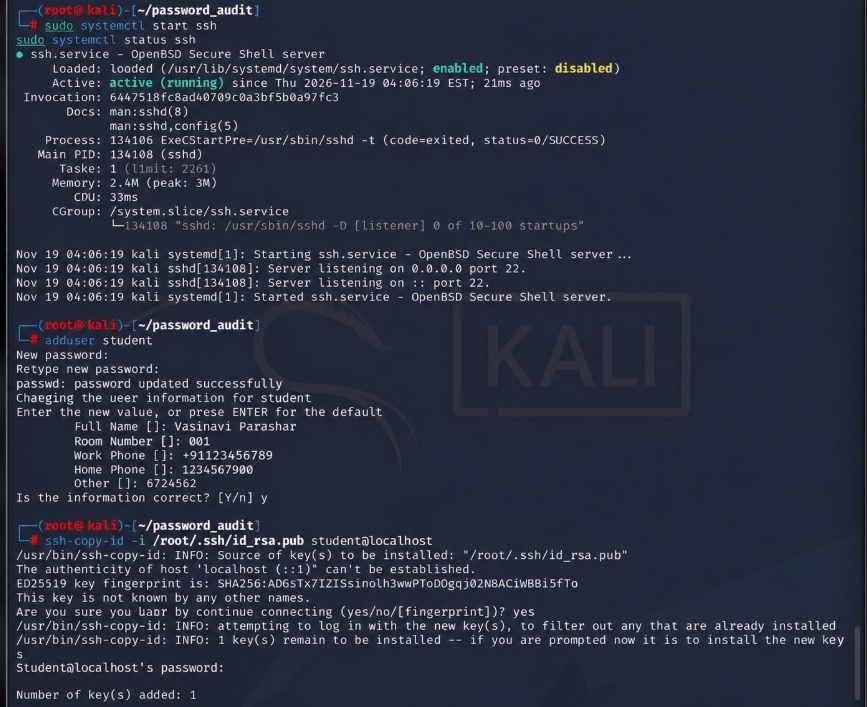 ┌──(root@kali)-[~/password_audit]
└─# sudo systemctl start ssh
sudo systemctl status ssh
● ssh.service - OpenBSD Secure Shell server
Loaded: loaded (/usr/lib/systemd/system/ssh.service; enabled; preset: disabled)
Active: active (running) since Thu 2026-11-19 04:06:19 EST; 21ms ago
Invocation: 6447518fc8ad40709c0a3bf5b0a97fc3
Docs: man:sshd(8)
man:sshd,config(5)
Process: 134106 ExeCStartPre=/usr/sbin/sshd -t (code=exited, status=0/SUCCESS)
Main PID: 134108 (sshd)
Taske: 1 (l1mit: 2261)
Memory: 2.4M (peak: 3M)
CPU: 33ms
CGroup: /system.slice/ssh.service
└─134108 "sshd: /usr/sbin/sshd -D [listener] 0 of 10-100 startups"
Nov 19 04:06:19 kali systemd[1]: Starting ssh.service - OpenBSD Secure Shell server...
Nov 19 04:06:19 kali sshd[134108]: Server listening on 0.0.0.0 port 22.
Nov 19 04:06:19 kali sshd[134108]: Server listening on :: port 22.
Nov 19 04:06:19 kali systemd[1]: Started ssh.service - OpenBSD Secure Shell server.
┌──(root@kali)-[~/password_audit]
└─# adduser student
New password:
Retype new password:
passwd: password updated successfully
Chaeging the ueer information for student
Enter the new value, or prese ENTER for the default
Full Name []: Vasinavi Parashar
Room Number []: 001
Work Phone []: +91123456789
Home Phone []: 1234567900
Other []: 6724562
Is the information correct? [Y/n] y
KALI
┌──(root@kali)-[~/password_audit]
└─# ssh-copy-id -i /root/.ssh/id_rsa.pub student@localhost
/usr/bin/ssh-copy-id: INFO: Source of key(s) to be installed: "/root/.ssh/id_rsa.pub"
The authenticity of host 'localhost (::1)" can't be established.
ED25519 key fingerprint is: SHA256:ADGsTx7IZISsinolh3wwPToDOgqj02N8ACiWBBi5fTo
This key is not known by any other names.
Are you sure you by continue connecting (yes/no/[fingerprint])? yes
/usr/bin/ssh-copy-id: INFO: attempting to log in with the new key(s), to filter out any that are already installed
/usr/bin/ssh-copy-id: INFO: 1 key(s) remain to be installed -- if you are prompted now it is to install the new key
s
Student@localhost's password:
Number of key(s) added: 1